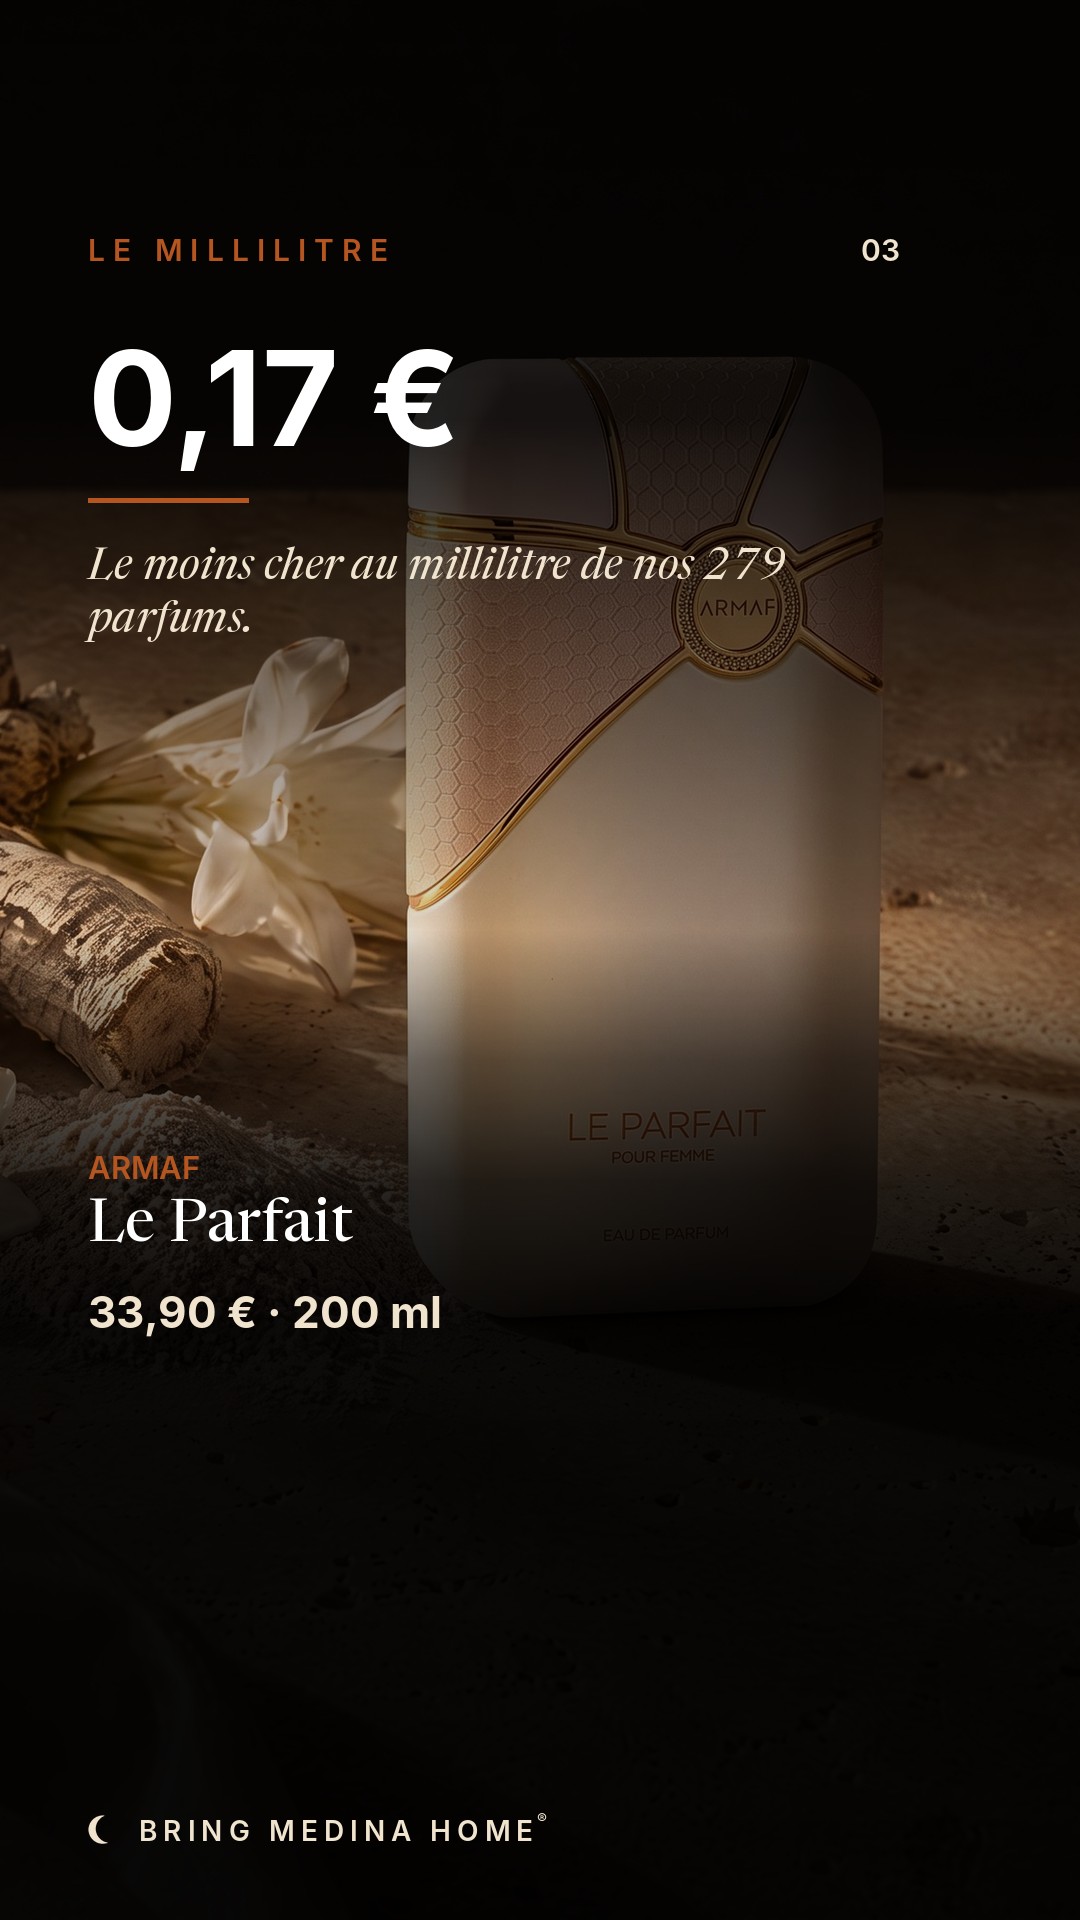 LE MILLILITRE
03
0,17 €
Le moins cher au millilitre de nos 279
parfums.
ARMAF
LE PARFAIT
POUR FEMME
EAU DE PARFUM
ARMAF
Le Parfait
33,90 € · 200 ml
BRING MEDINA HOME®